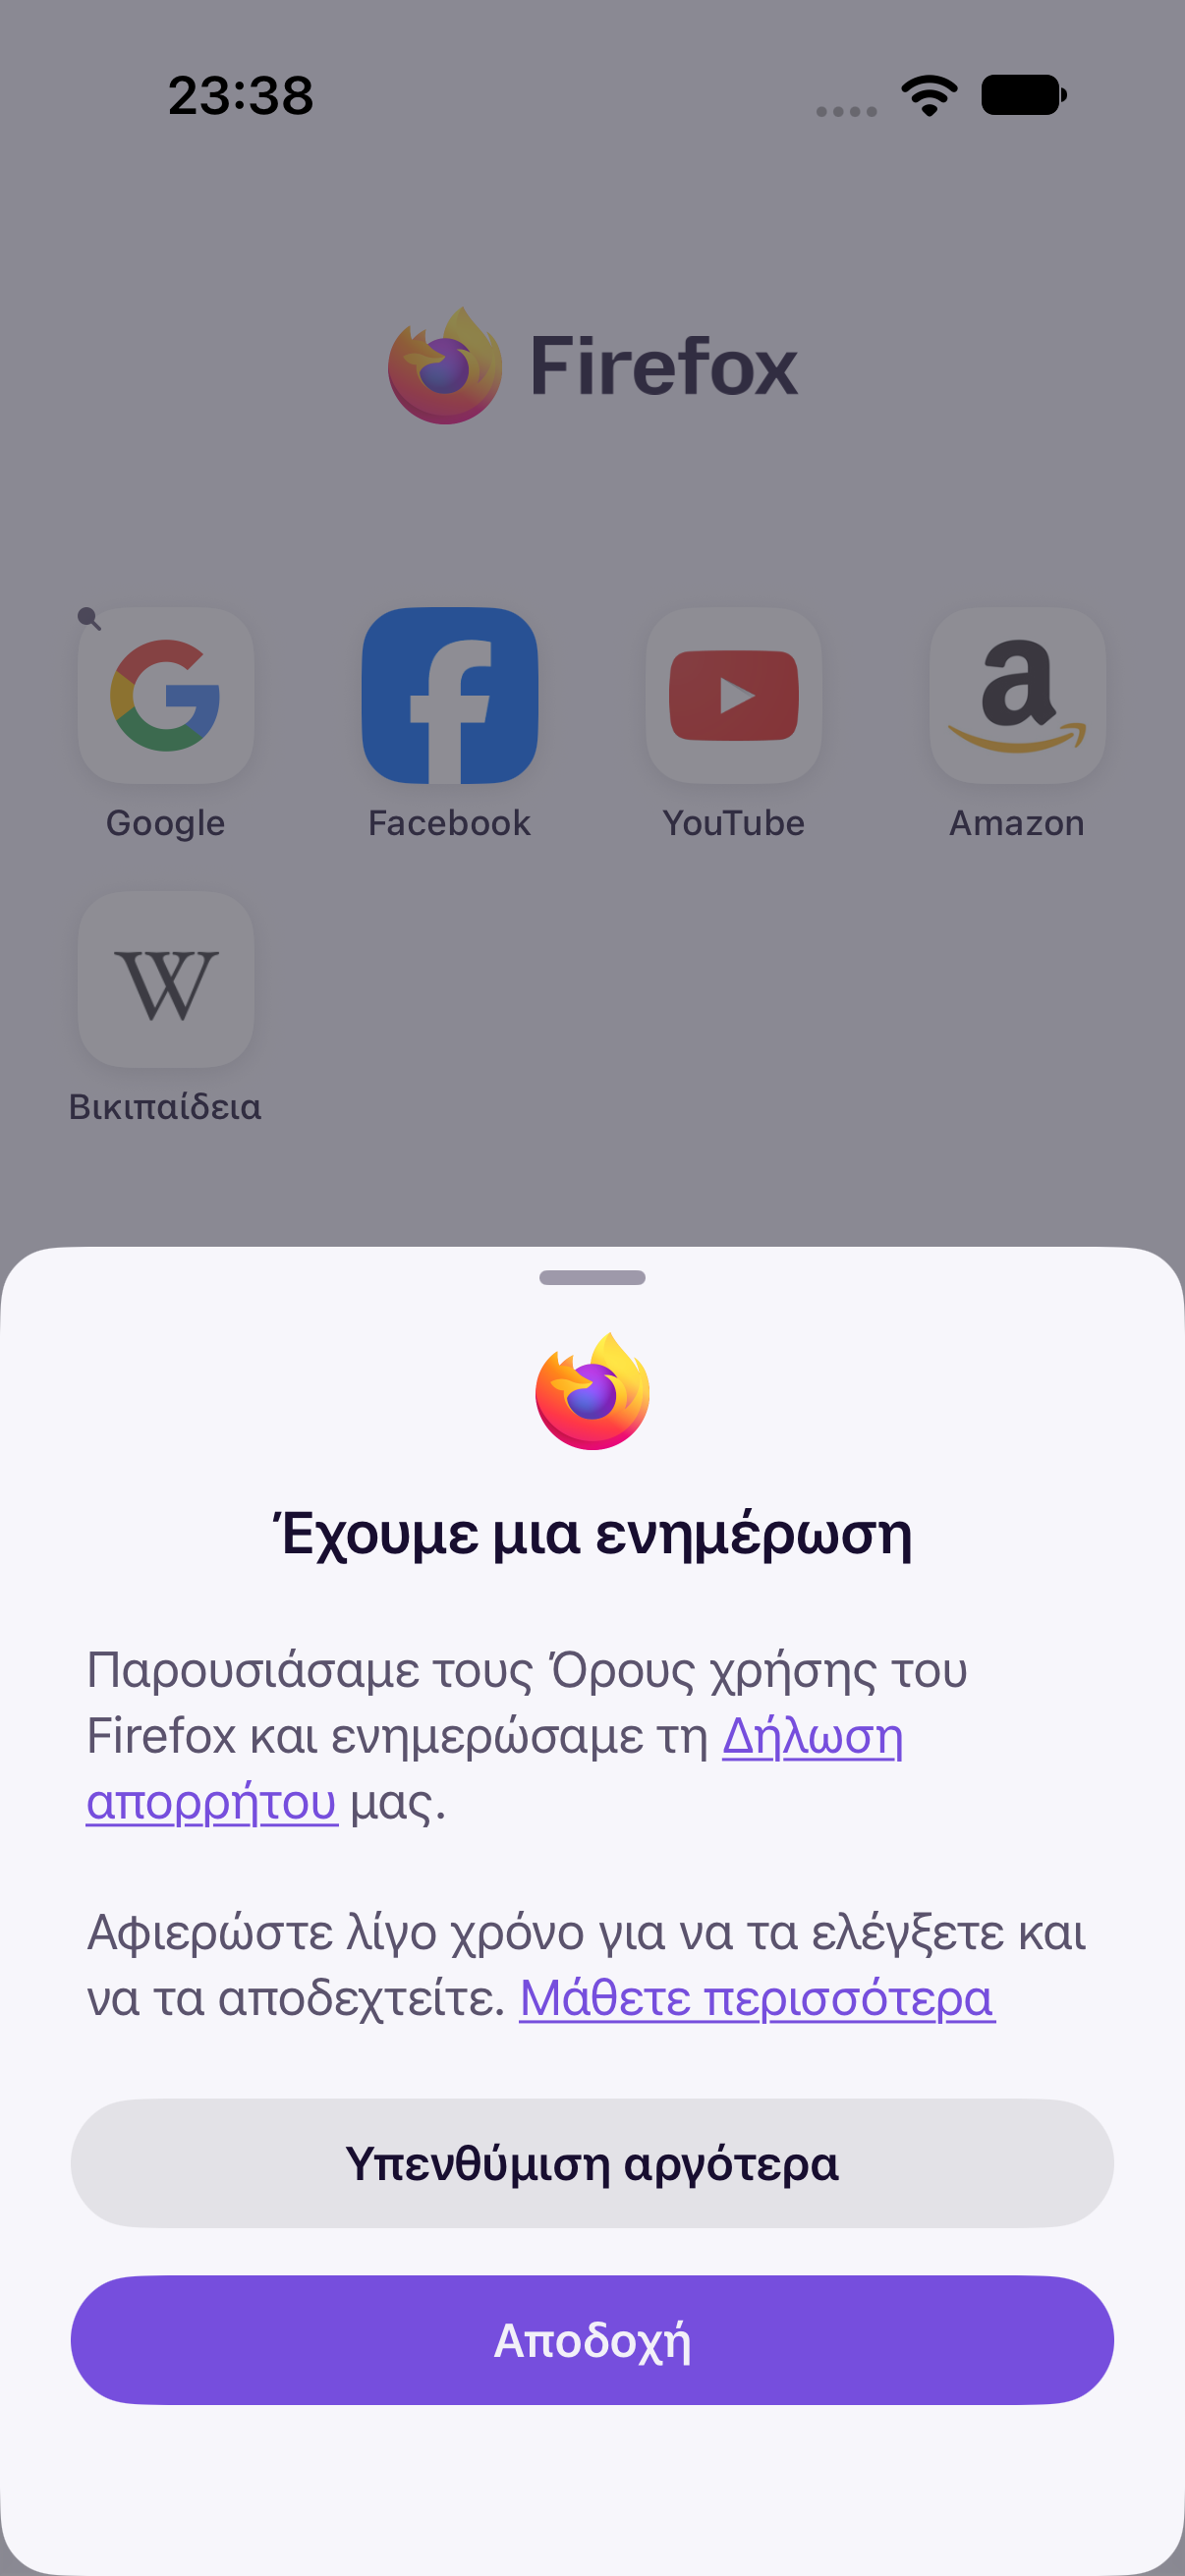 23:38
Firefox
Google
Facebook
YouTube
Amazon
Βικιπαίδεια
Έχουμε μια ενημέρωση
Παρουσιάσαμε τους Όρους χρήσης του
Firefox και ενημερώσαμε τη Δήλωση
απορρήτου μας.
Αφιερώστε λίγο χρόνο για να τα ελέγξετε και
να τα αποδεχτείτε. Μάθετε περισσότερα
Υπενθύμιση αργότερα
Αποδοχή